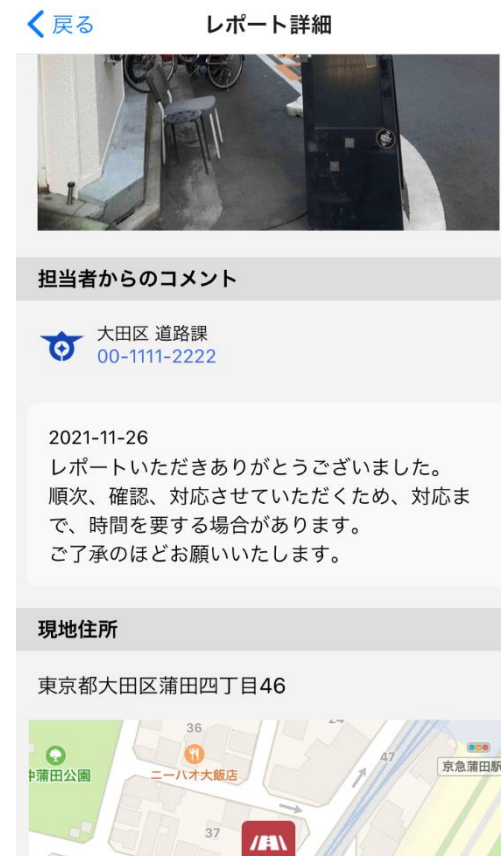 戻る
レポート詳細
担当者からのコメント
大田区 道路課
00-1111-2222
2021-11-26
レポートいただきありがとうございました。
順次、確認、対応させていただくため、対応ま
で、時間を要する場合があります。
ご了承のほどお願いいたします。
現地住所
東京都大田区蒲田四丁目46
36
47
蒲田公園
ニーハオ大飯店
京急蒲田駅
37